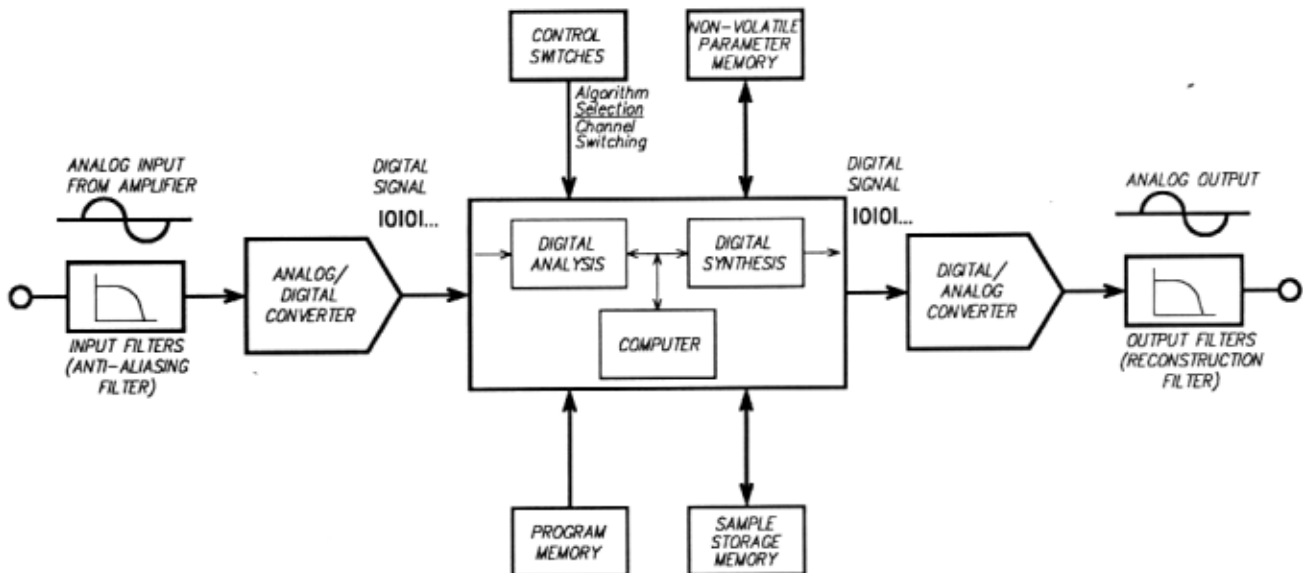 CONTROL
SWITCHES
NON-VOLATILE
PARAMETER
MEMORY
Algorithm
Selection
Channel
Switching
ANALOG INPUT
FROM AMPLIFIER
DIGITAL
SIGNAL
10101...
DIGITAL
SIGNAL
10101...
ANALOG OUTPUT
ANALOG/
DIGITAL
CONVERTER
DIGITAL
ANALYSIS
DIGITAL
SYNTHESIS
COMPUTER
DIGITAL/
ANALOG
CONVERTER
INPUT FILTERS
(ANTI-ALIASING
FILTER)
OUTPUT FILTERS
(RECONSTRUCTION
FILTER)
PROGRAM
MEMORY
SAMPLE
STORAGE
MEMORY